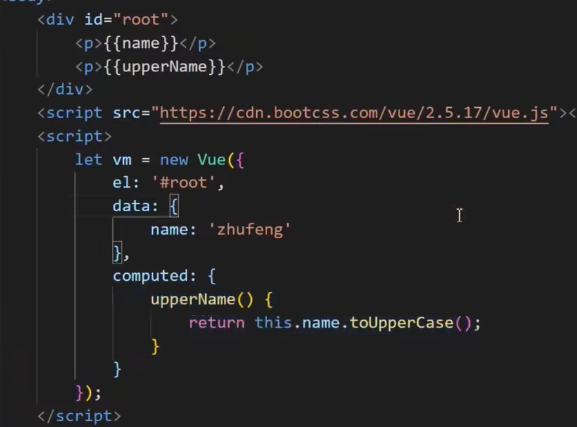 <body>
<div id="root">
<p>{{name}}</p>
<p>{{upperName}}</p>
</div>
<script src="https://cdn.bootcss.com/vue/2.5.17/vue.js"><
<script>
let vm = new Vue({
el: '#root',
data: {
name: 'zhufeng'
},
computed: {
upperName() {
return this.name.toUpperCase();
}
}
});
</script>